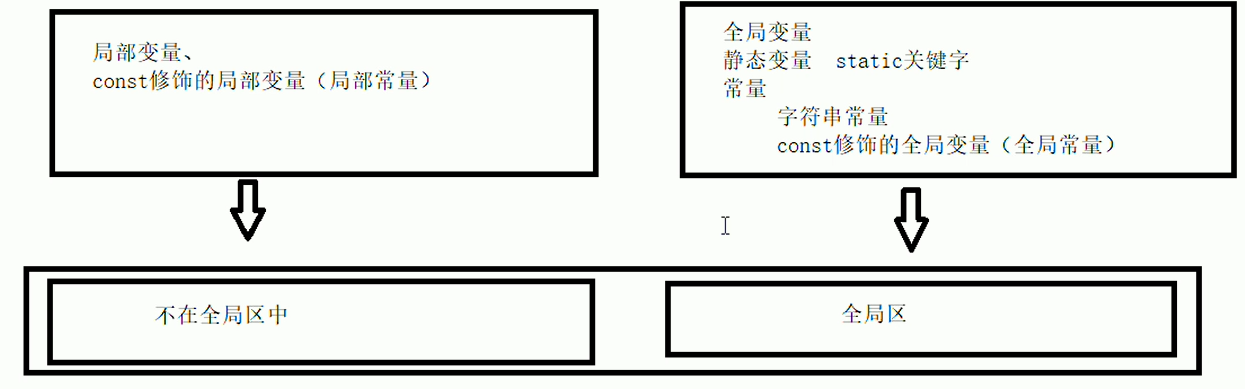 局部变量、
const修饰的局部变量（局部常量）
全局变量
静态变量 static关键字
常量
字符串常量
const修饰的全局变量（全局常量）
不在全局区中
全局区